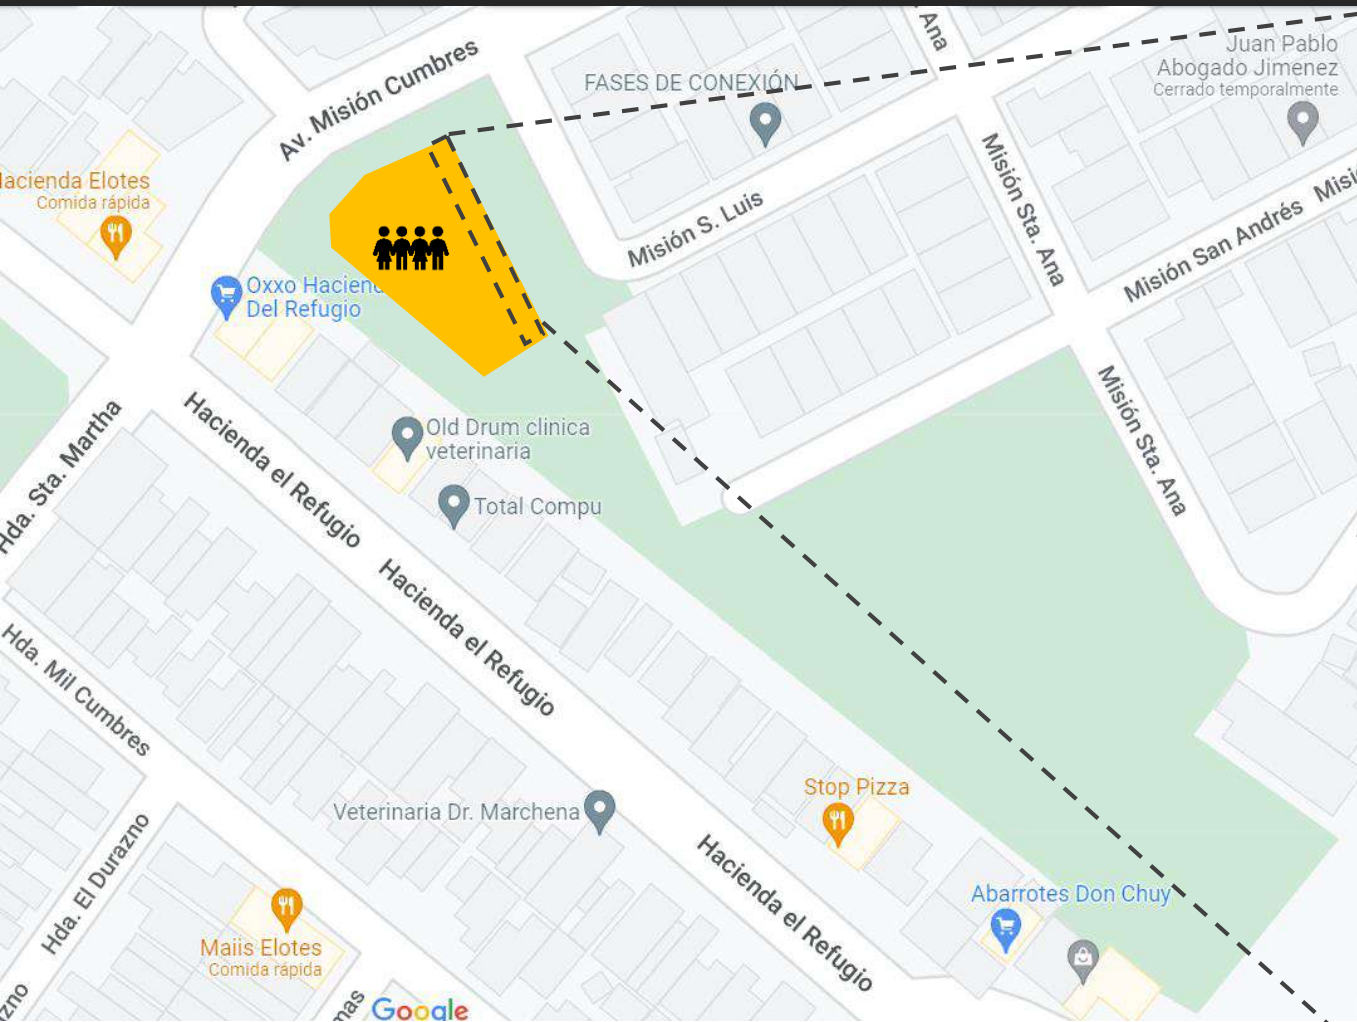 Ana
Av. Misión Cumbres
FASES DE CONEXIÓN
Juan Pablo
Abogado Jimenez
Cerrado temporalmente
Misión Sta. Ana
Hacienda Elotes
Comida rápida
Misión S. Luis
Misión San Andrés
Oxxo Hacien
Del Refugio
Misión Sta. Ana
Hda. Sta. Martha
Hacienda el Refugio
Old Drum clinica
veterinaria
Total Compu
Hacienda el Refugio
Hda. Mil Cumbres
Stop Pizza
Veterinaria Dr. Marchena
Hda. El Durazno
Hacienda el Refugio
Abarrotes Don Chuy
Maiis Elotes
Comida rápida
Google